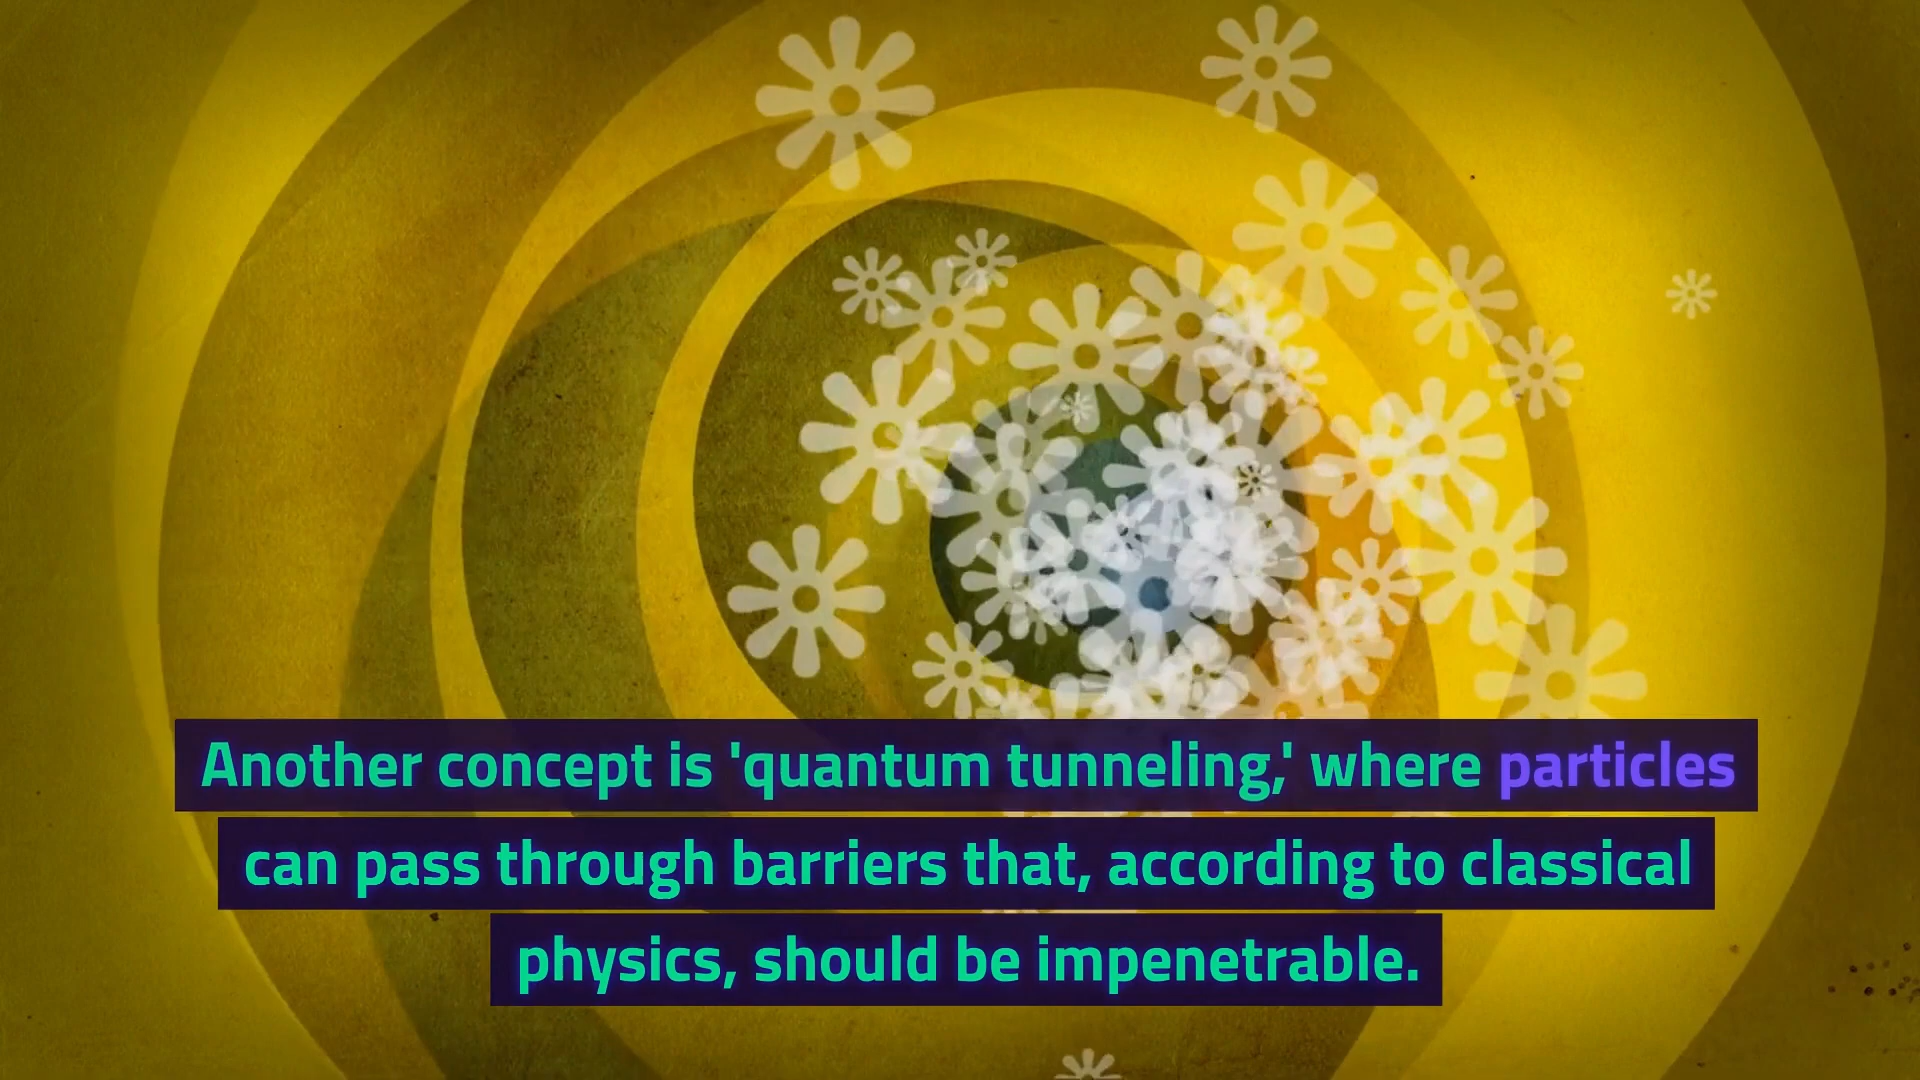 Another concept is 'quantum tunneling,' where particles
can pass through barriers that, according to classical
physics, should be impenetrable.